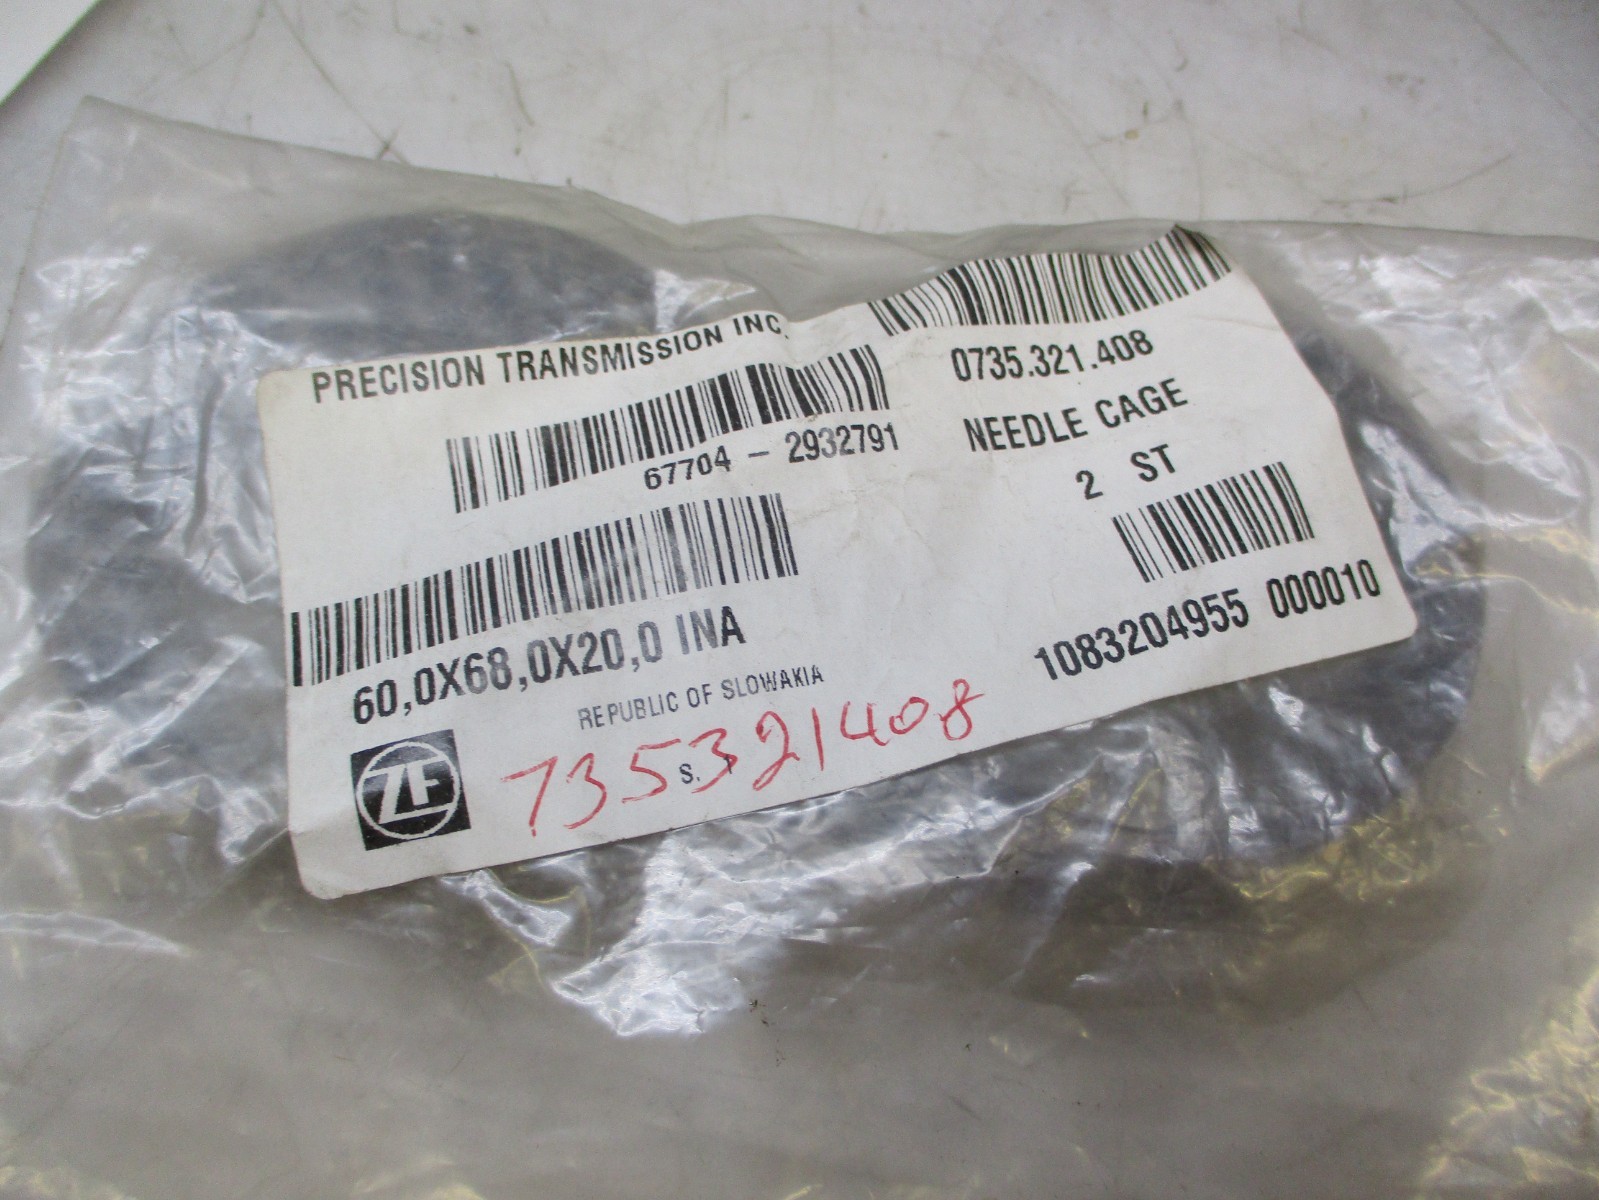 PRECISION TRANSMISSION INC.
67704 - 2932791
0735.321.408
NEEDLE CAGE
2 ST
60,0X68,0X20,0 INA
1083204955 000010
REPUBLIC OF SLOWAKIA
ZF
735321408
S. 1